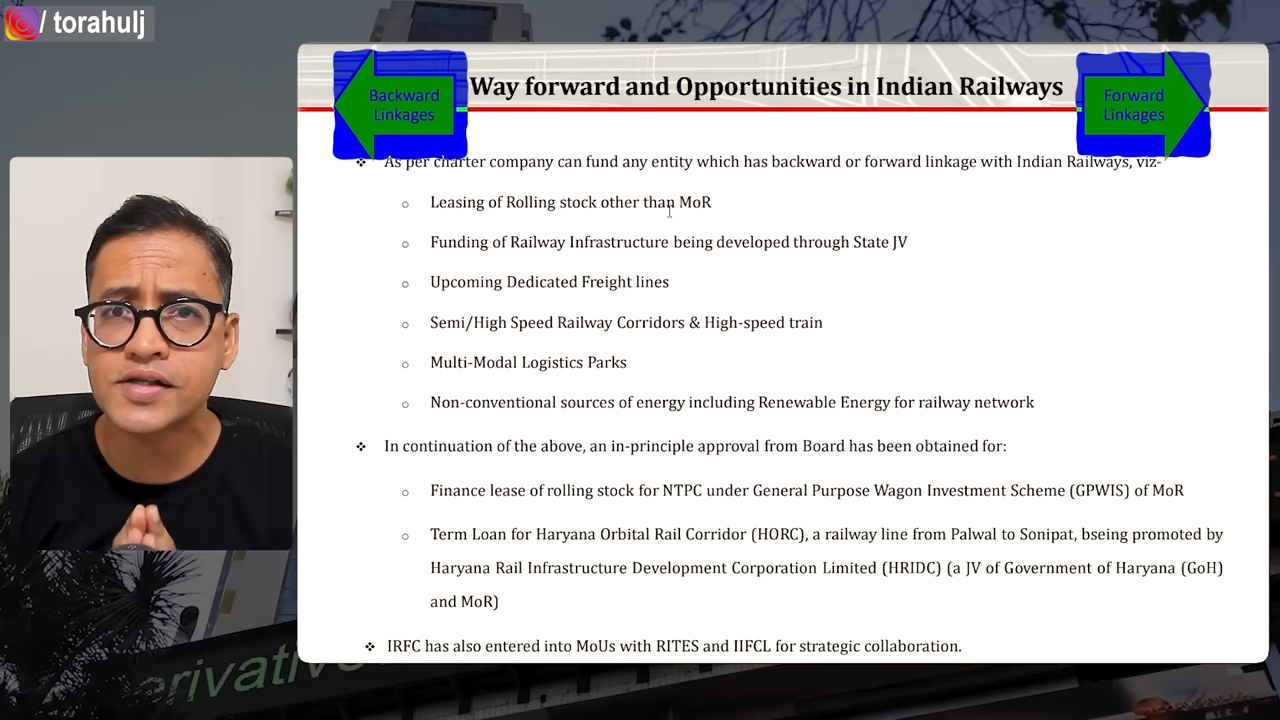 / torahulj
Backward
Linkages
Way forward and Opportunities in Indian Railways
Forward
Linkages
❖ As per charter company can fund any entity which has backward or forward linkage with Indian Railways, viz-
○ Leasing of Rolling stock other than MoR
○ Funding of Railway Infrastructure being developed through State JV
○ Upcoming Dedicated Freight lines
○ Semi/High Speed Railway Corridors & High-speed train
○ Multi-Modal Logistics Parks
○ Non-conventional sources of energy including Renewable Energy for railway network
❖ In continuation of the above, an in-principle approval from Board has been obtained for:
○ Finance lease of rolling stock for NTPC under General Purpose Wagon Investment Scheme (GPWIS) of MoR
○ Term Loan for Haryana Orbital Rail Corridor (HORC), a railway line from Palwal to Sonipat, bseing promoted by
Haryana Rail Infrastructure Development Corporation Limited (HRIDC) (a JV of Government of Haryana (GoH)
and MoR)
❖ IRFC has also entered into MoUs with RITES and IIFCL for strategic collaboration.